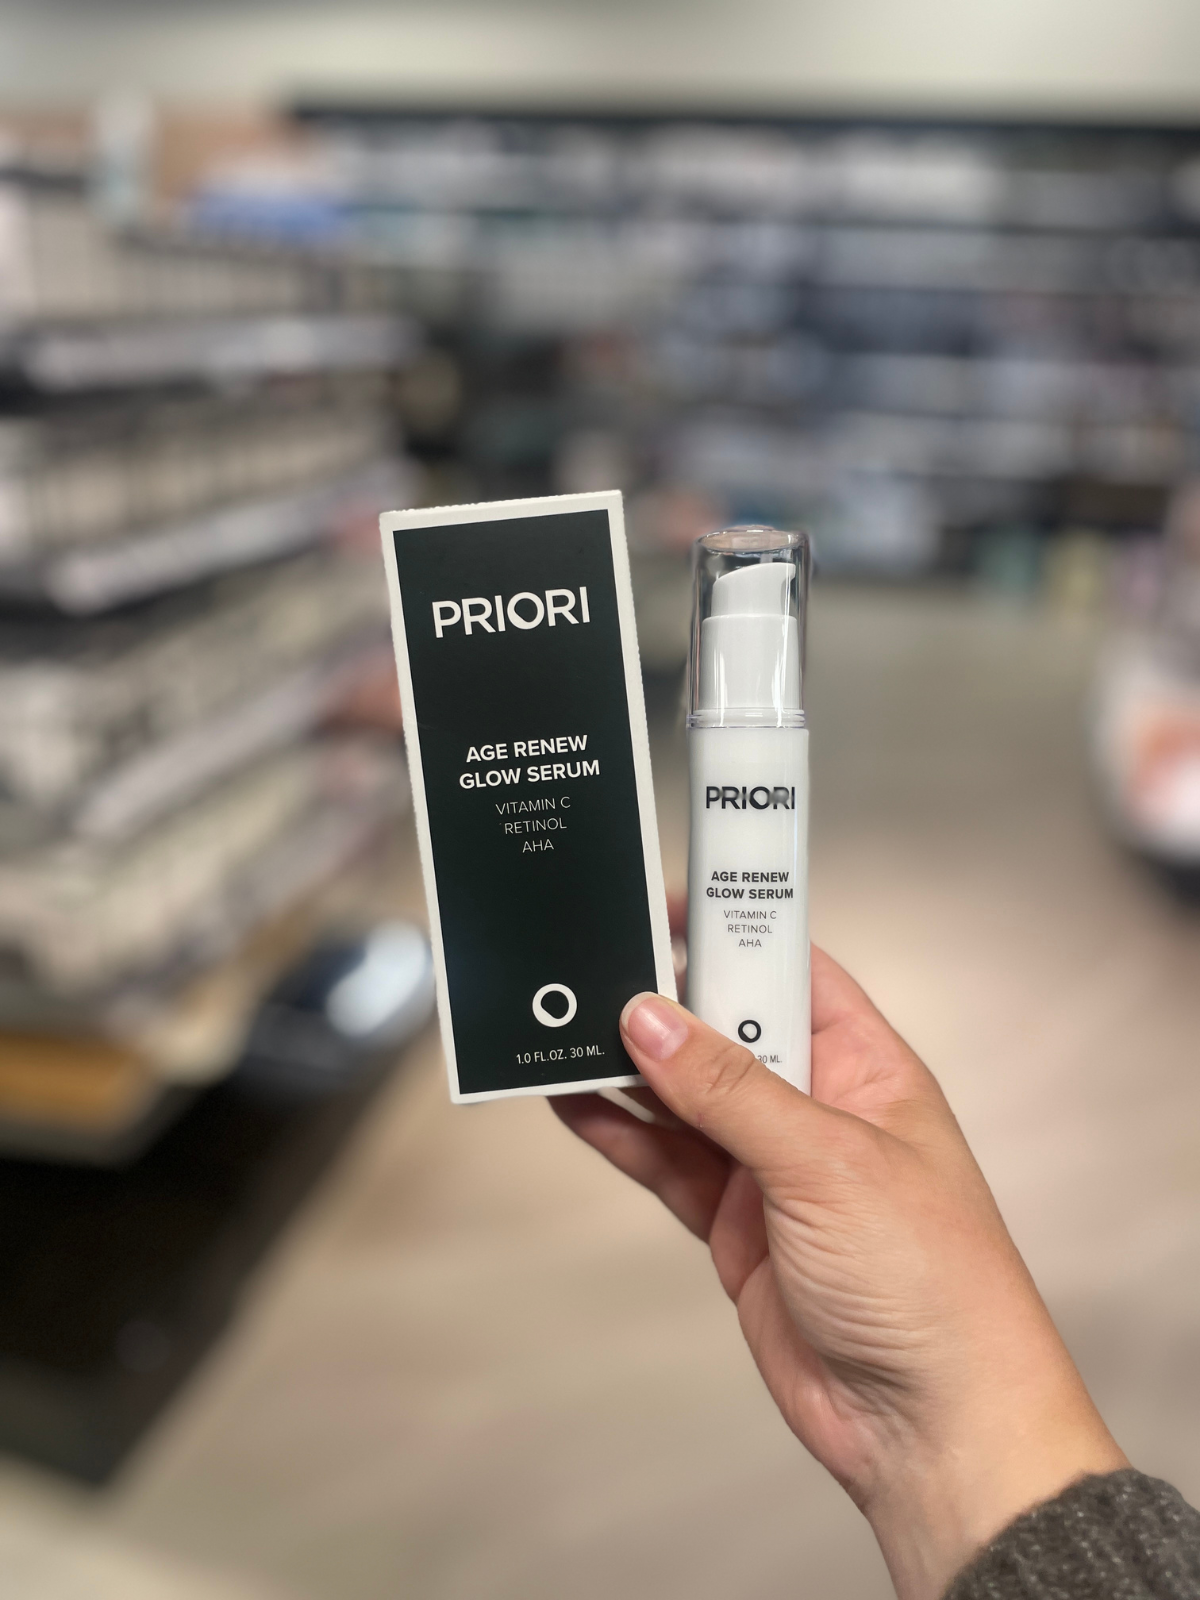 PRIORI
AGE RENEW
GLOW SERUM
VITAMIN C
RETINOL
AHA
1.0 FL.OZ. 30 ML.
PRIORI
AGE RENEW
GLOW SERUM
VITAMIN C
RETINOL
AHA
30 ML.